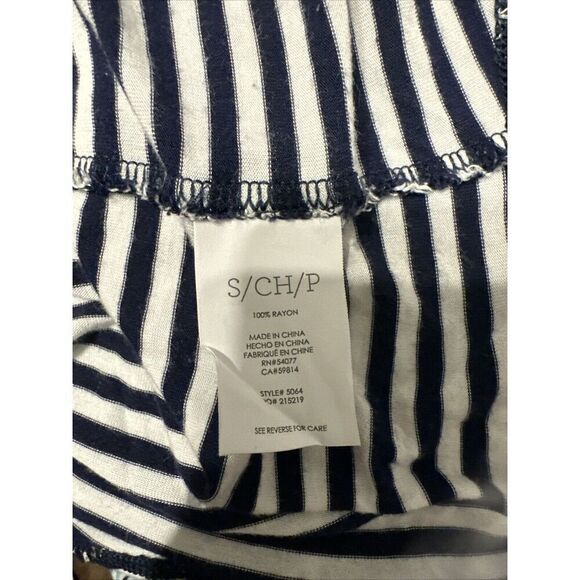 S/CH/P
100% RAYON
MADE IN CHINA
HECHO EN CHINA
FABRIQUÉ EN CHINE
RN#54077
CA#59814
STYLE# 5064
215219
SEE REVERSE FOR CARE